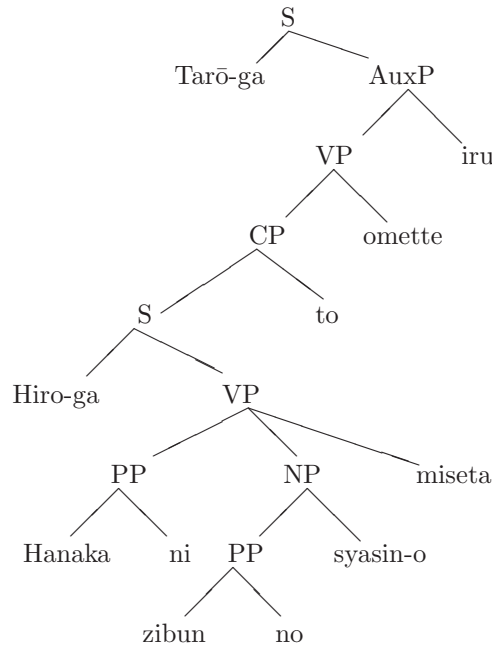 S
Tarō-ga AuxP
VP iru
CP omette
S to
Hiro-ga VP
PP NP miseta
Hanaka ni PP syasin-o
zibun no